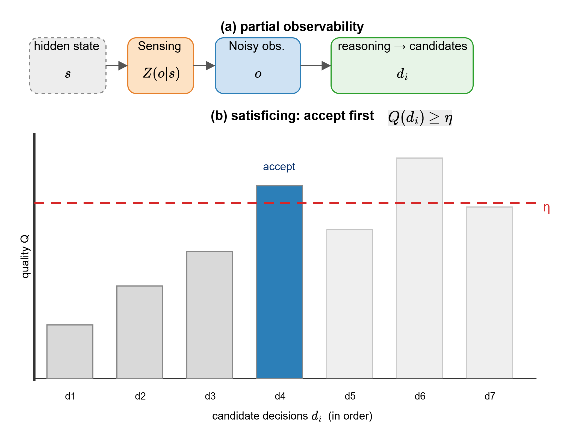 (a) partial observability
hidden state
s
Sensing
Z(o|s)
Noisy obs.
o
reasoning → candidates
d_i
(b) satisficing: accept first Q(d_i) ≥ η
accept
η
quality Q
d1 d2 d3 d4 d5 d6 d7
candidate decisions d_i (in order)